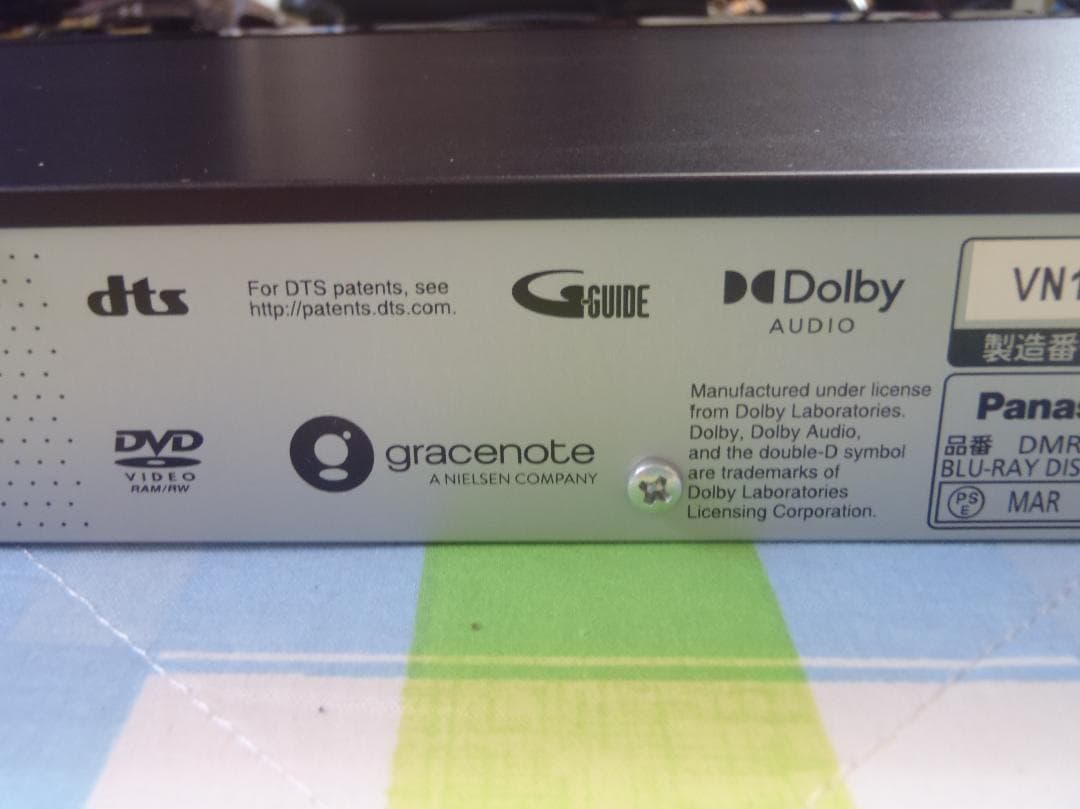 dts
For DTS patents, see
http://patents.dts.com.
G-GUIDE
Dolby
AUDIO
DVD
VIDEO
RAM/RW
gracenote
A NIELSEN COMPANY
Manufactured under license
from Dolby Laboratories.
Dolby, Dolby Audio,
and the double-D symbol
are trademarks of
Dolby Laboratories
Licensing Corporation.
VN1
製造番
Panas
品番 DMR
BLU-RAY DIS
PS
E
MAR